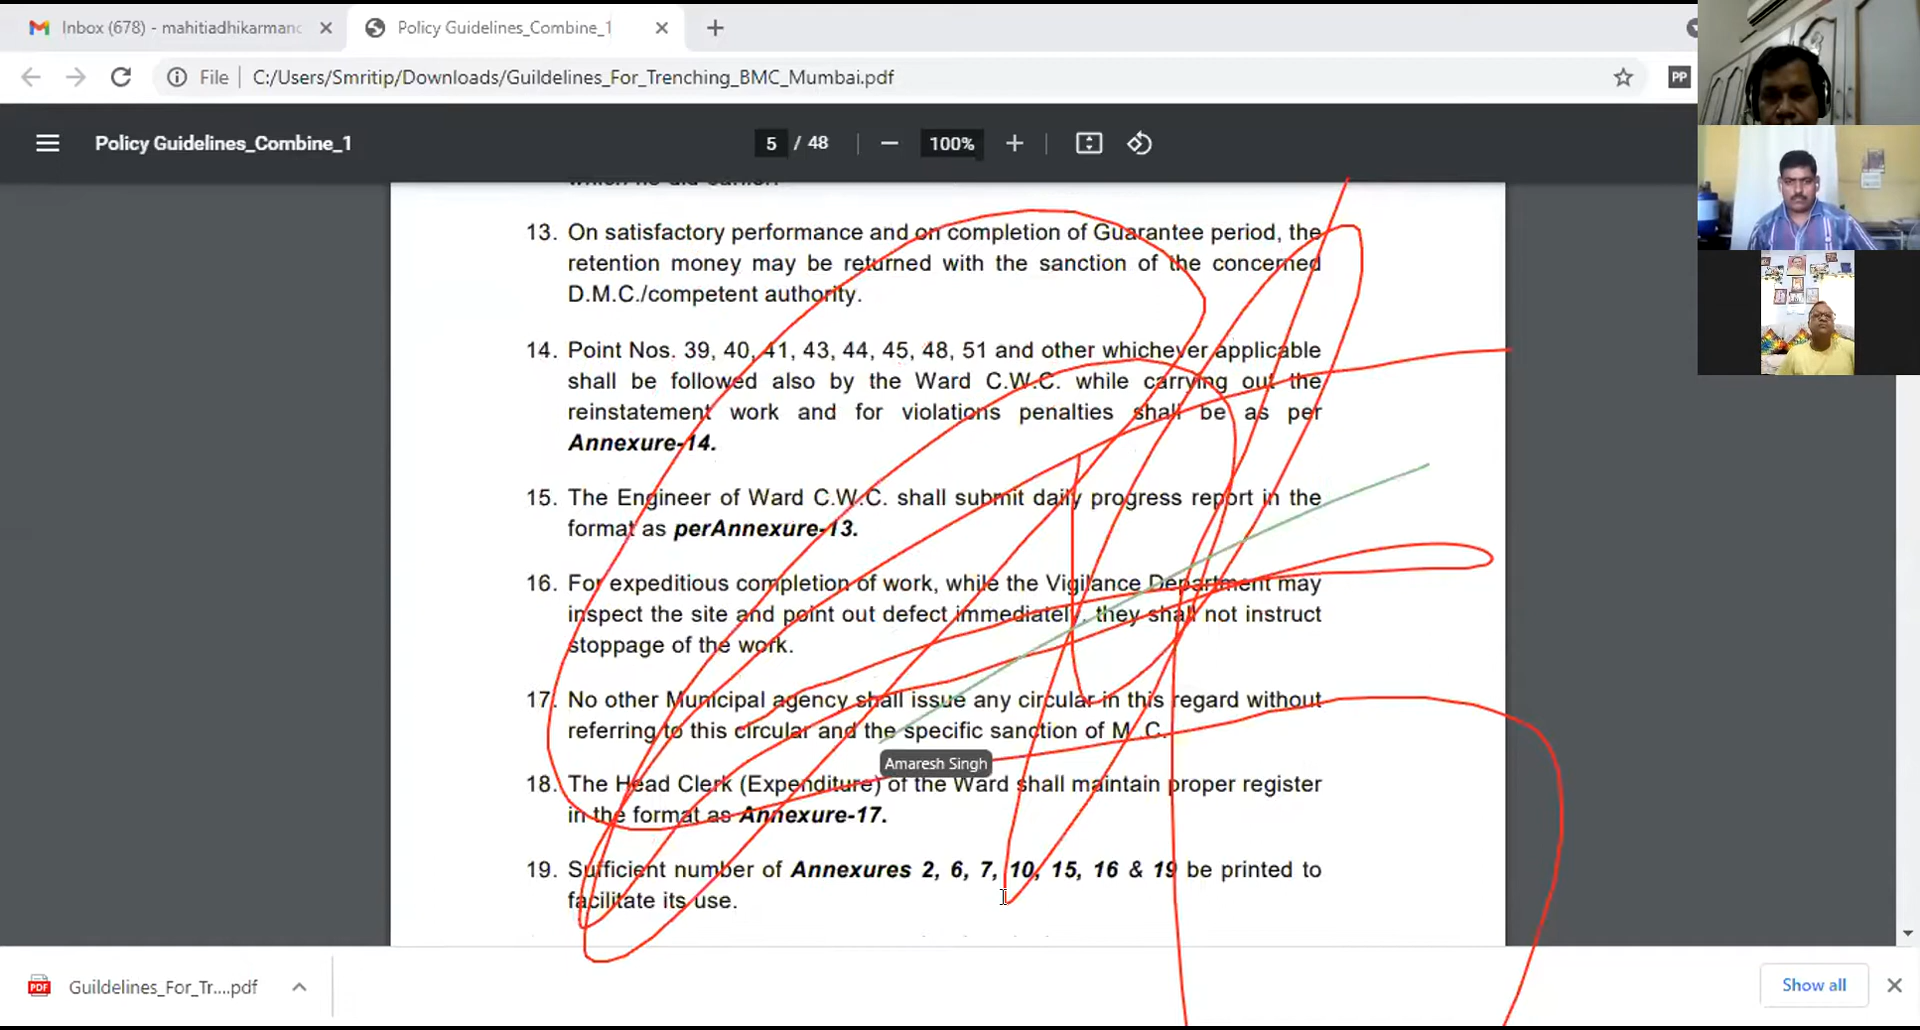 Inbox (678) - mahitiadhikarmanc
Policy Guidelines_Combine_1
File
C:/Users/Smritip/Downloads/Guildelines_For_Trenching_BMC_Mumbai.pdf
PP
Policy Guidelines_Combine_1
5 / 48
100%
13. On satisfactory performance and on completion of Guarantee period, the
retention money may be returned with the sanction of the concerned
D.M.C./competent authority.
14. Point Nos. 39, 40, 41, 43, 44, 45, 48, 51 and other whichever applicable
shall be followed also by the Ward C.W.C. while carrying out the
reinstatement work and for violations penalties shall be as per
Annexure-14.
15. The Engineer of Ward C.W.C. shall submit daily progress report in the
format as perAnnexure-13.
16. For expeditious completion of work, while the Vigilance Department may
inspect the site and point out defect immediately, they shall not instruct
stoppage of the work.
17. No other Municipal agency shall issue any circular in this regard without
referring to this circular and the specific sanction of M .C.
Amaresh Singh
18. The Head Clerk (Expenditure) of the Ward shall maintain proper register
in the format as Annexure-17.
19. Sufficient number of Annexures 2, 6, 7, 10, 15, 16 & 19 be printed to
facilitate its use.
PDF
Guildelines_For_Tr....pdf
Show all